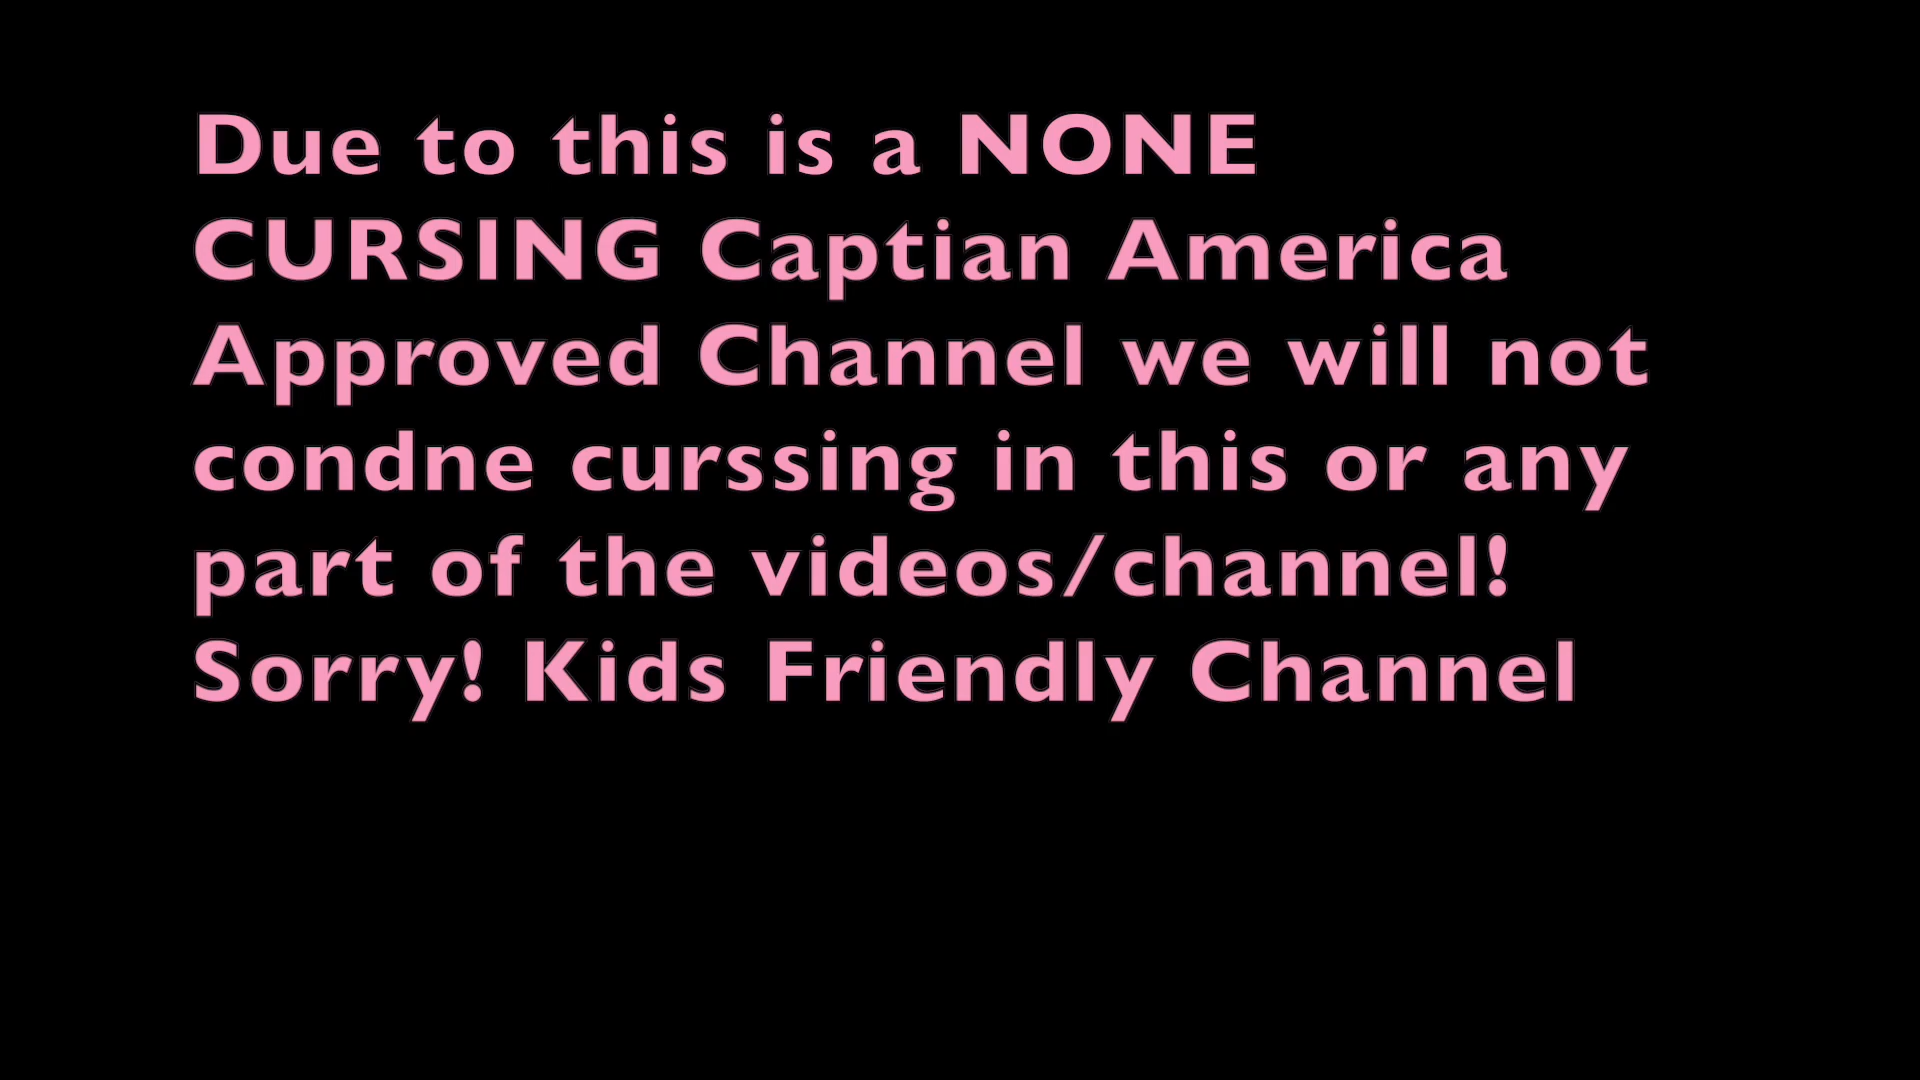 Due to this is a NONE
CURSING Captian America
Approved Channel we will not
condne curssing in this or any
part of the videos/channel!
Sorry! Kids Friendly Channel